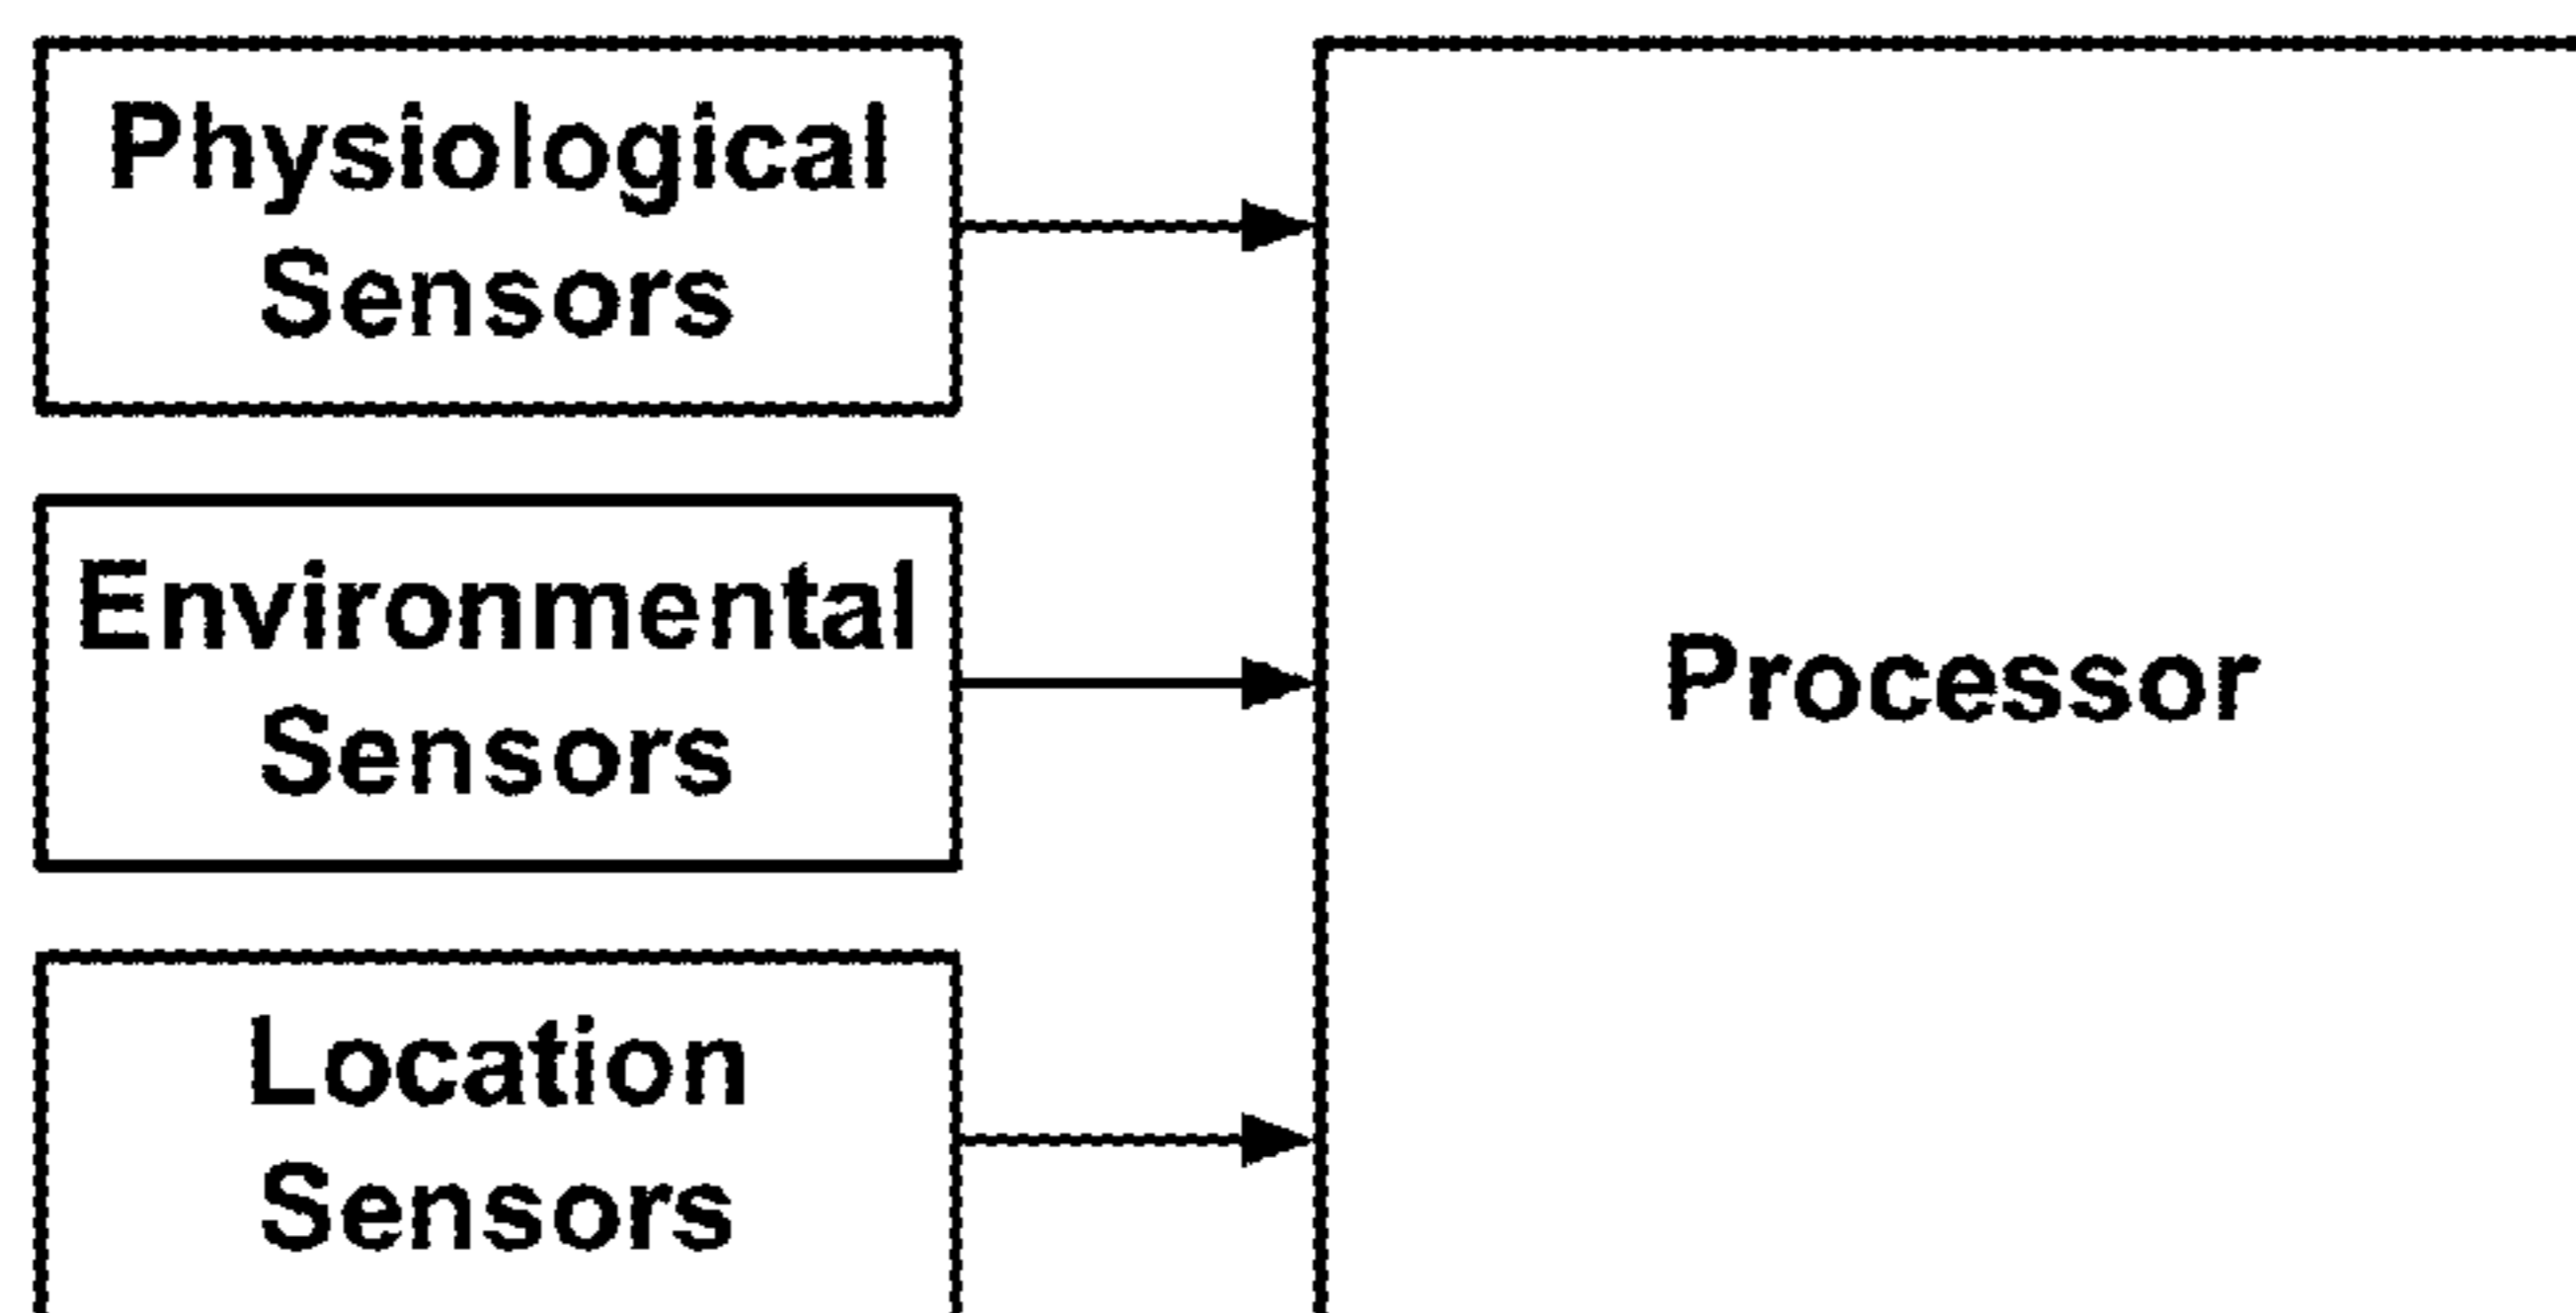 Physiological
Sensors
Environmental
Sensors
Processor
Location
Sensors